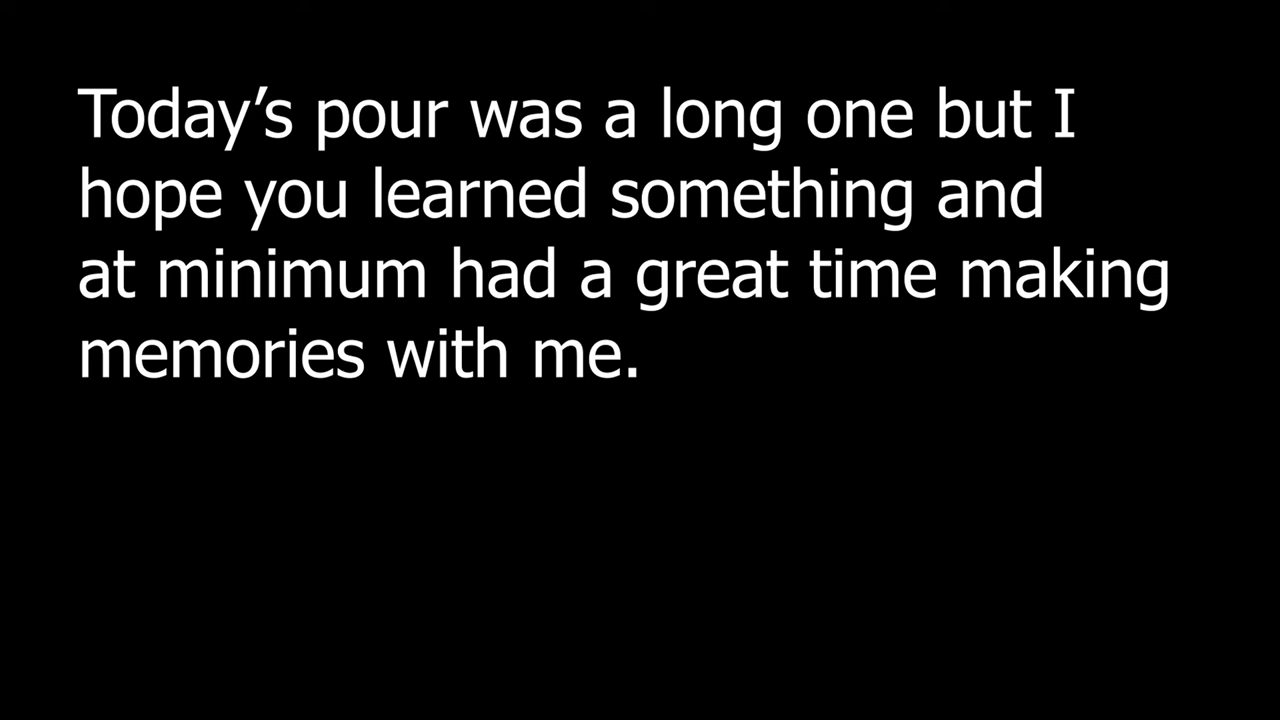 Today’s pour was a long one but I
hope you learned something and
at minimum had a great time making
memories with me.